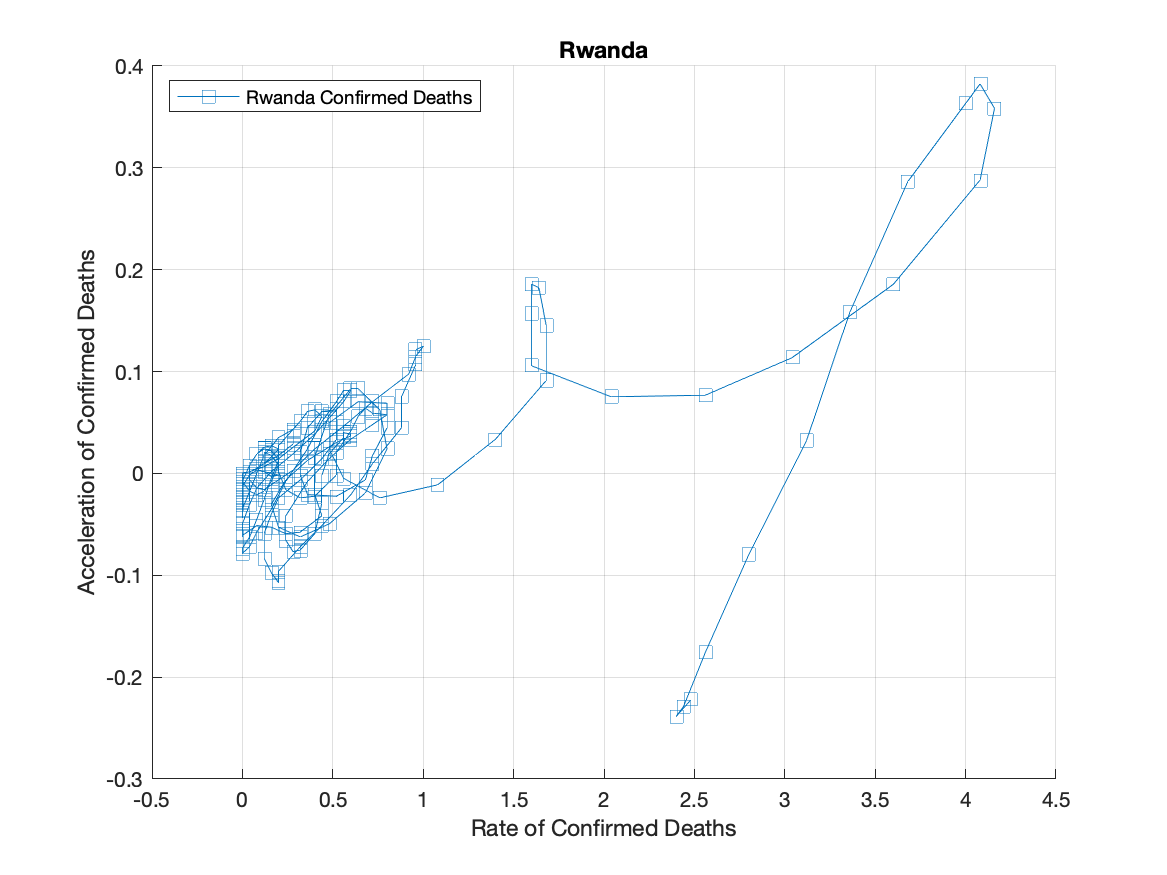 Rwanda
Rwanda Confirmed Deaths
Acceleration of Confirmed Deaths
0.4
0.3
0.2
0.1
0
-0.1
-0.2
-0.3
-0.5 0 0.5 1 1.5 2 2.5 3 3.5 4 4.5
Rate of Confirmed Deaths